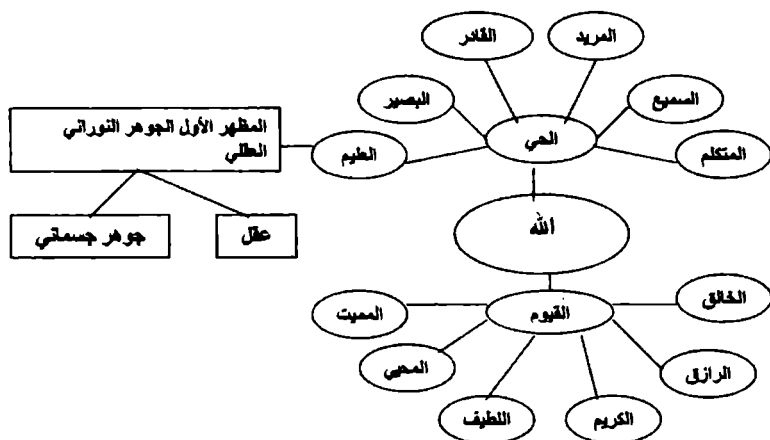 المريد
القادر
السميع
البصير
المتكلم
الحي
العليم
المظهر الأول الجوهر النوراني
العقلي
عقل
جوهر جسماني
الله
القيوم
الخالق
المميت
الرازق
المحيي
الكريم
اللطيف